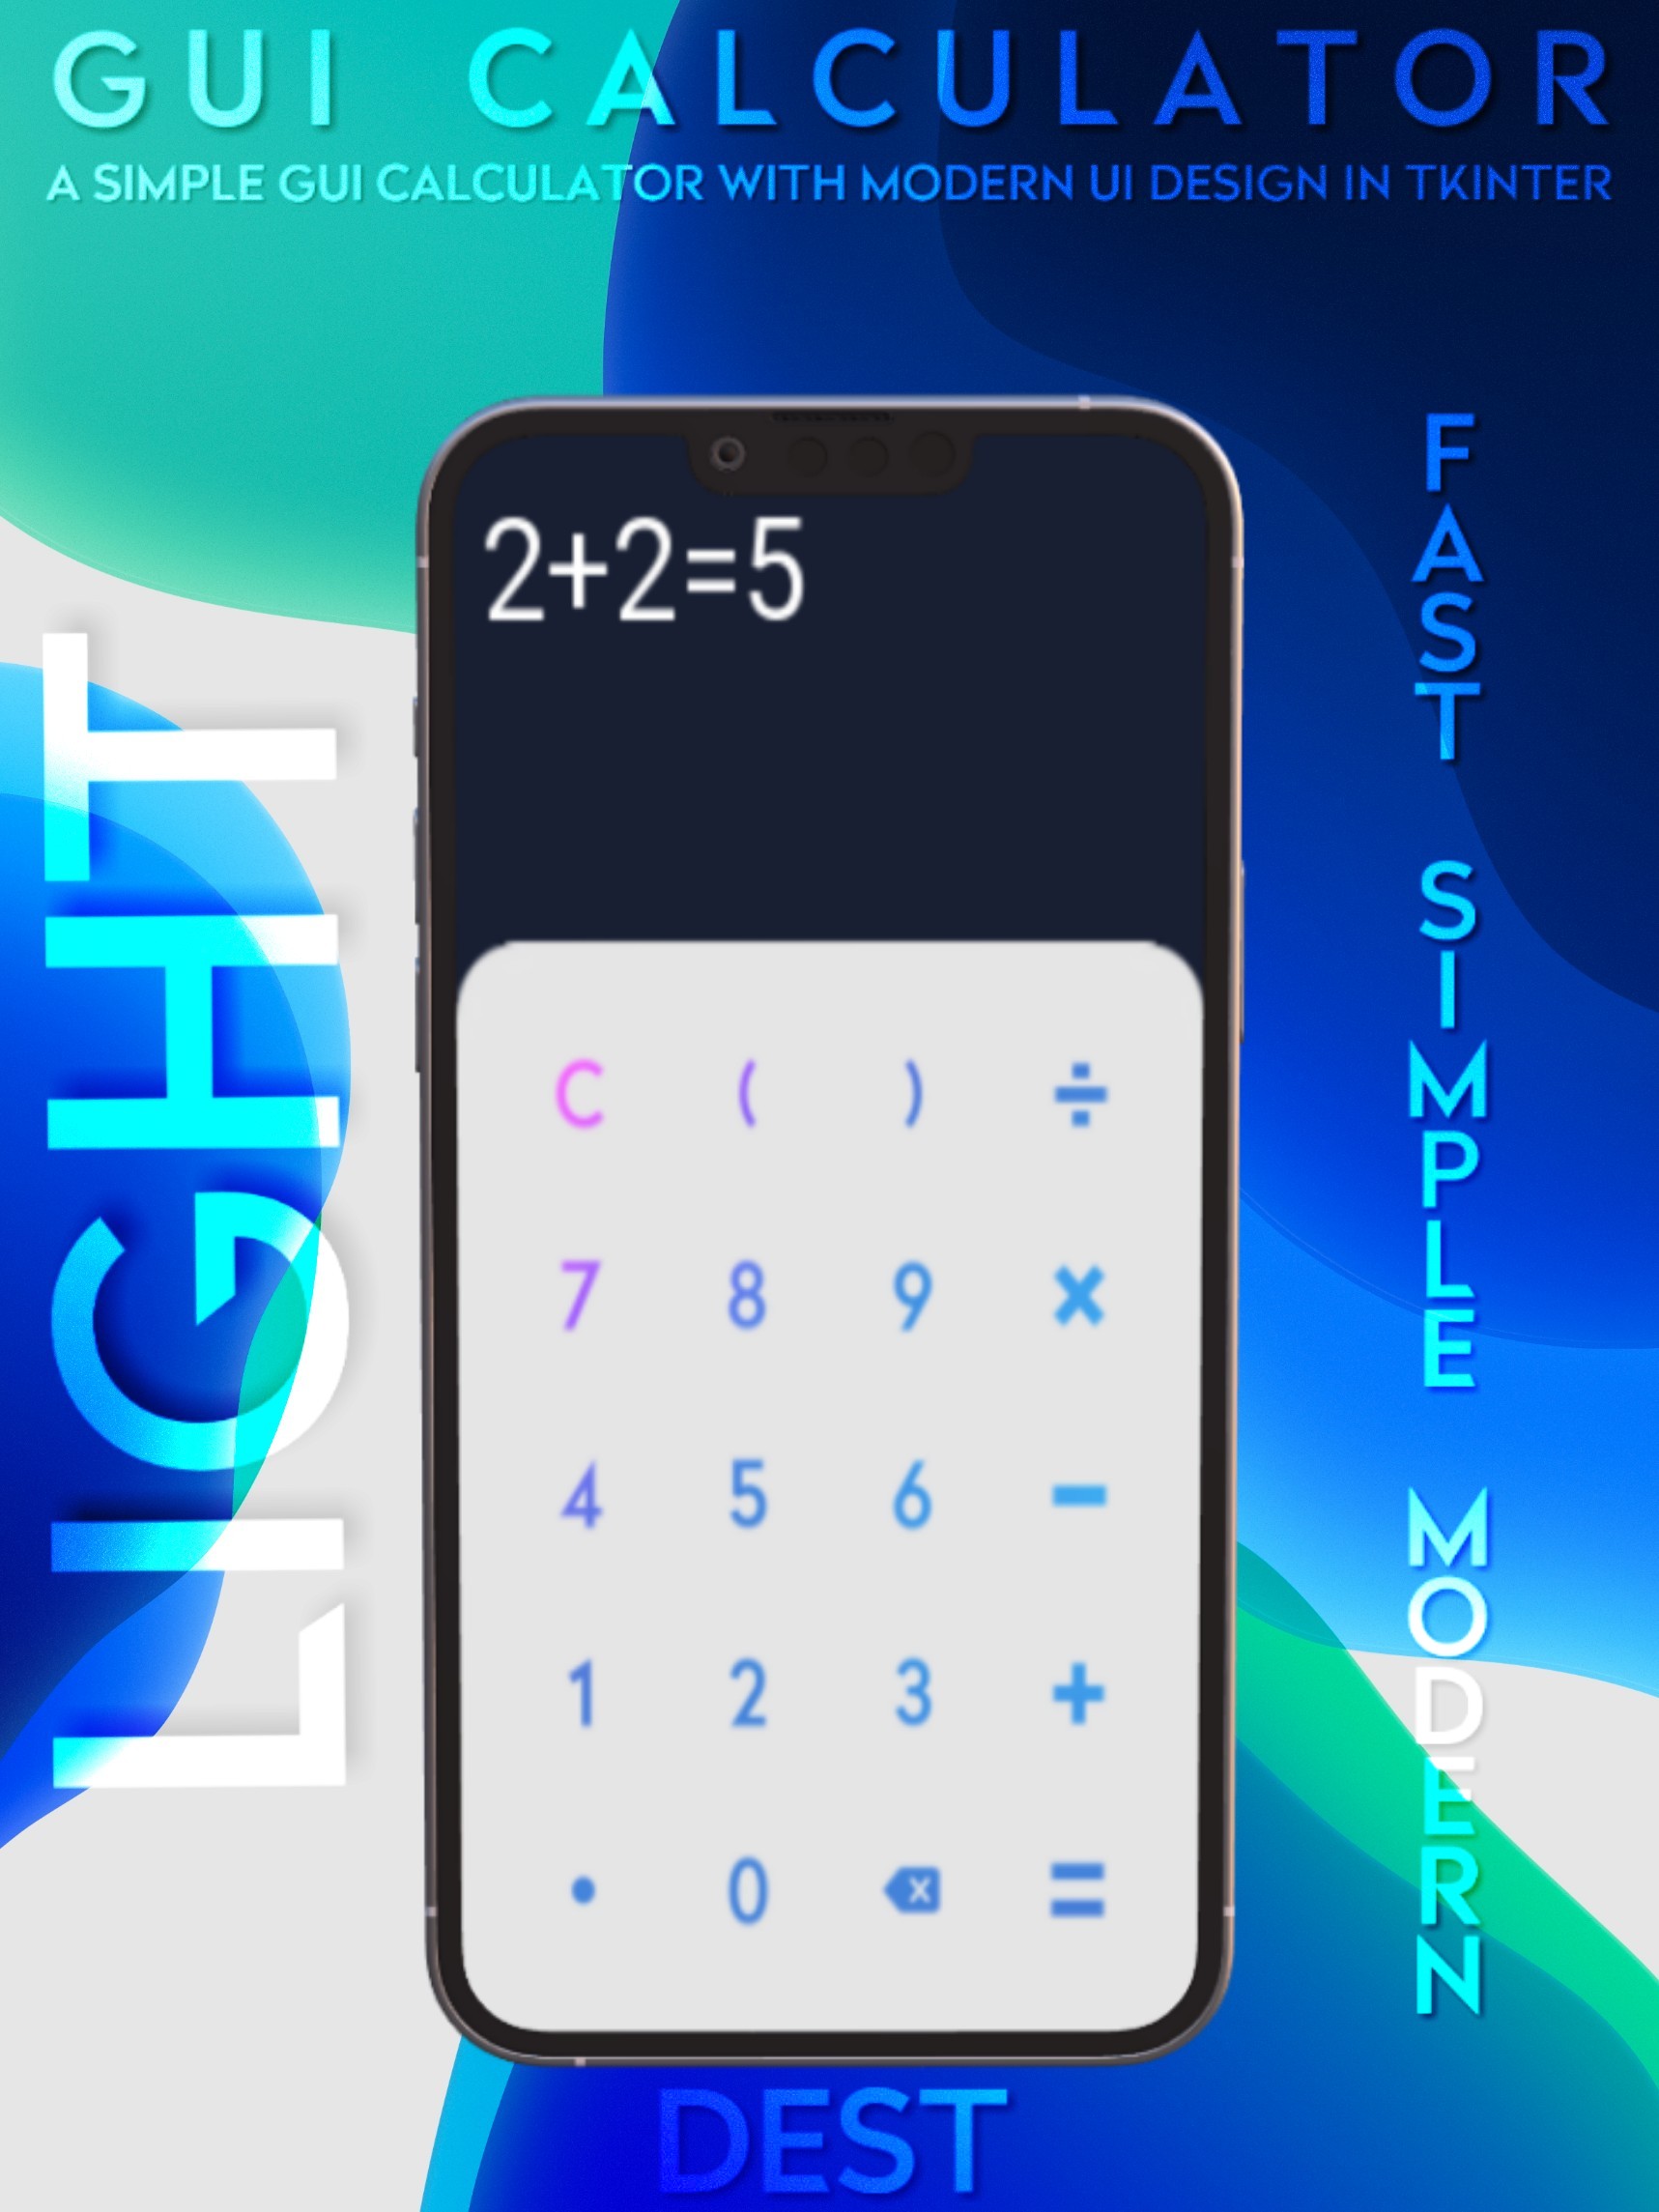 GUI CALCULATOR
A SIMPLE GUI CALCULATOR WITH MODERN UI DESIGN IN TKINTER
LIGHT
2+2=5
C ( ) ÷
7 8 9 ×
4 5 6 −
1 2 3 +
• 0 x =
FAST SIMPLE MODERN
DEST